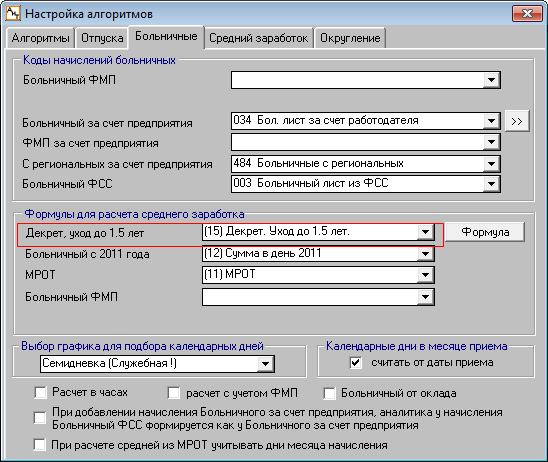 Настройка алгоритмов
Алгоритмы Отпуска Больничные Средний заработок Округление
Коды начислений больничных
Больничный ФМП
Больничный за счет предприятия 034 Бол. лист за счет работодателя >>
ФМП за счет предприятия
С региональных за счет предприятия 484 Больничные с региональных
Больничный ФСС 003 Больничный лист из ФСС
Формулы для расчета среднего заработка
Декрет, уход до 1.5 лет (15) Декрет. Уход до 1.5 лет. Формула
Больничный с 2011 года (12) Сумма в день 2011
МРОТ (11) МРОТ
Больничный ФМП
Выбор графика для подбора календарных дней Календарные дни в месяце приема
Семидневка (Служебная !) считать от даты приема
Расчет в часах расчет с учетом ФМП Больничный от оклада
При добавлении начисления Больничного за счет предприятия, аналитика у начисления
Больничный ФСС формируется как у Больничного за счет предприятия
При расчете средней из МРОТ учитывать дни месяца начисления